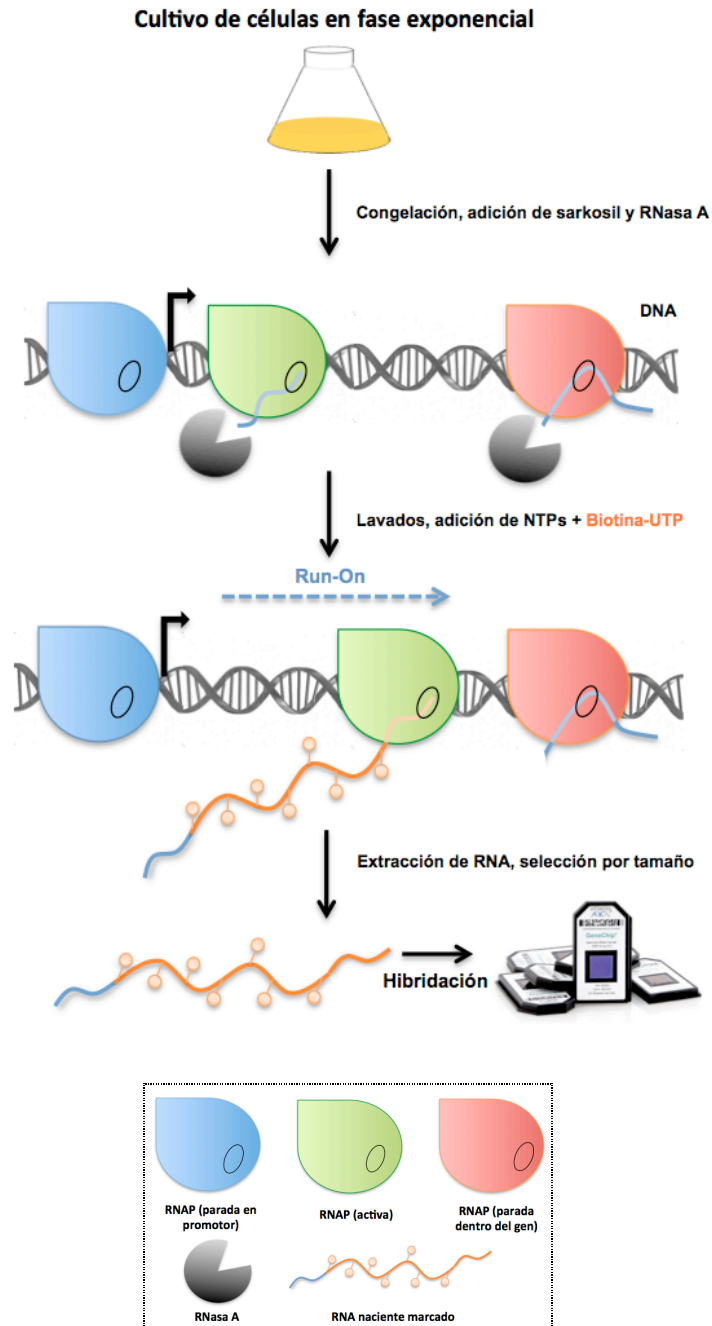 Cultivo de células en fase exponencial
Congelación, adición de sarkosil y RNasa A
DNA
Lavados, adición de NTPs + Biotina-UTP
Run-On
Extracción de RNA, selección por tamaño
Hibridación
GeneChip
RNAP (parada en
promotor)
RNAP (activa)
RNAP (parada
dentro del gen)
RNasa A
RNA naciente marcado